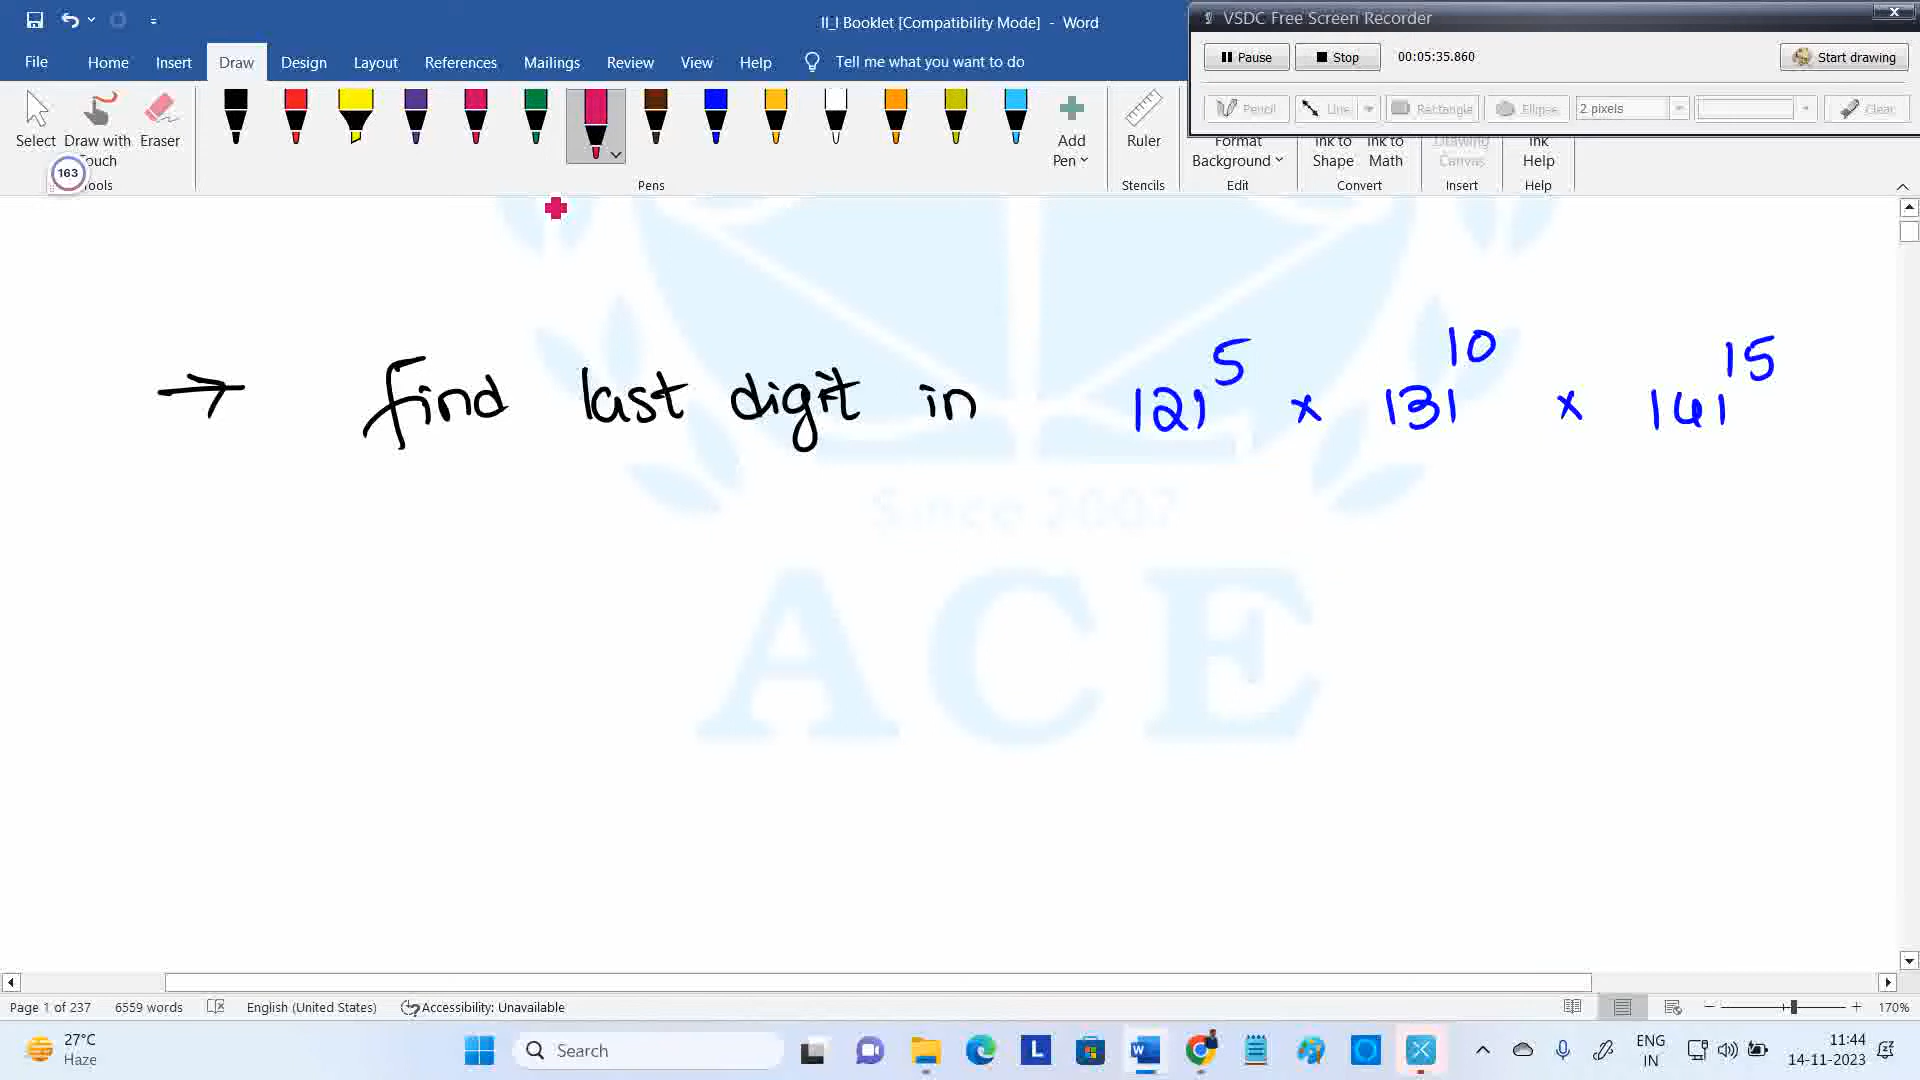 II_I Booklet [Compatibility Mode] - Word
VSDC Free Screen Recorder
Pause Stop 00:05:35.860 Start drawing
File Home Insert Draw Design Layout References Mailings Review View Help Tell me what you want to do
Pencil Line Rectangle Ellipse 2 pixels Clear
Select Draw with Touch Eraser Add Pen Ruler Format Background Ink to Shape Ink to Math Drawing Canvas Ink Help
163
Tools Pens Stencils Edit Convert Insert Help
→ Find last digit in 121^5 × 131^10 × 141^15
Since 2007
ACE
Page 1 of 237 6559 words English (United States) Accessibility: Unavailable 170%
27°C
Haze
Search
ENG
IN
11:44
14-11-2023